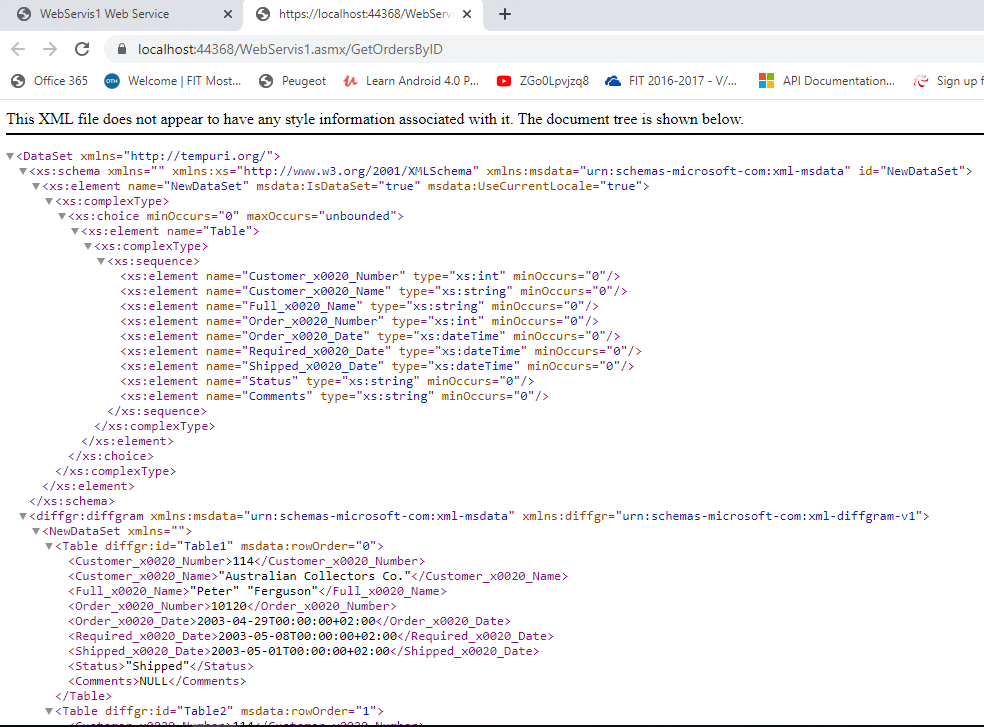 WebServis1 Web Service
https://localhost:44368/WebServ
localhost:44368/WebServis1.asmx/GetOrdersByID
Office 365 Welcome | FIT Most... Peugeot Learn Android 4.0 P... ZGo0Lpvjzq8 FIT 2016-2017 - V/... API Documentation... Sign up f
This XML file does not appear to have any style information associated with it. The document tree is shown below.
▼<DataSet xmlns="http://tempuri.org/">
▼<xs:schema xmlns="" xmlns:xs="http://www.w3.org/2001/XMLSchema" xmlns:msdata="urn:schemas-microsoft-com:xml-msdata" id="NewDataSet">
▼<xs:element name="NewDataSet" msdata:IsDataSet="true" msdata:UseCurrentLocale="true">
▼<xs:complexType>
▼<xs:choice minOccurs="0" maxOccurs="unbounded">
▼<xs:element name="Table">
▼<xs:complexType>
▼<xs:sequence>
<xs:element name="Customer_x0020_Number" type="xs:int" minOccurs="0"/>
<xs:element name="Customer_x0020_Name" type="xs:string" minOccurs="0"/>
<xs:element name="Full_x0020_Name" type="xs:string" minOccurs="0"/>
<xs:element name="Order_x0020_Number" type="xs:int" minOccurs="0"/>
<xs:element name="Order_x0020_Date" type="xs:dateTime" minOccurs="0"/>
<xs:element name="Required_x0020_Date" type="xs:dateTime" minOccurs="0"/>
<xs:element name="Shipped_x0020_Date" type="xs:dateTime" minOccurs="0"/>
<xs:element name="Status" type="xs:string" minOccurs="0"/>
<xs:element name="Comments" type="xs:string" minOccurs="0"/>
</xs:sequence>
</xs:complexType>
</xs:element>
</xs:choice>
</xs:complexType>
</xs:element>
</xs:schema>
▼<diffgr:diffgram xmlns:msdata="urn:schemas-microsoft-com:xml-msdata" xmlns:diffgr="urn:schemas-microsoft-com:xml-diffgram-v1">
▼<NewDataSet xmlns="">
▼<Table diffgr:id="Table1" msdata:rowOrder="0">
<Customer_x0020_Number>114</Customer_x0020_Number>
<Customer_x0020_Name>"Australian Collectors Co."</Customer_x0020_Name>
<Full_x0020_Name>"Peter" "Ferguson"</Full_x0020_Name>
<Order_x0020_Number>10120</Order_x0020_Number>
<Order_x0020_Date>2003-04-29T00:00:00+02:00</Order_x0020_Date>
<Required_x0020_Date>2003-05-08T00:00:00+02:00</Required_x0020_Date>
<Shipped_x0020_Date>2003-05-01T00:00:00+02:00</Shipped_x0020_Date>
<Status>"Shipped"</Status>
<Comments>NULL</Comments>
</Table>
▼<Table diffgr:id="Table2" msdata:rowOrder="1">
<Customer_x0020_Number>114</Customer_x0020_Number>